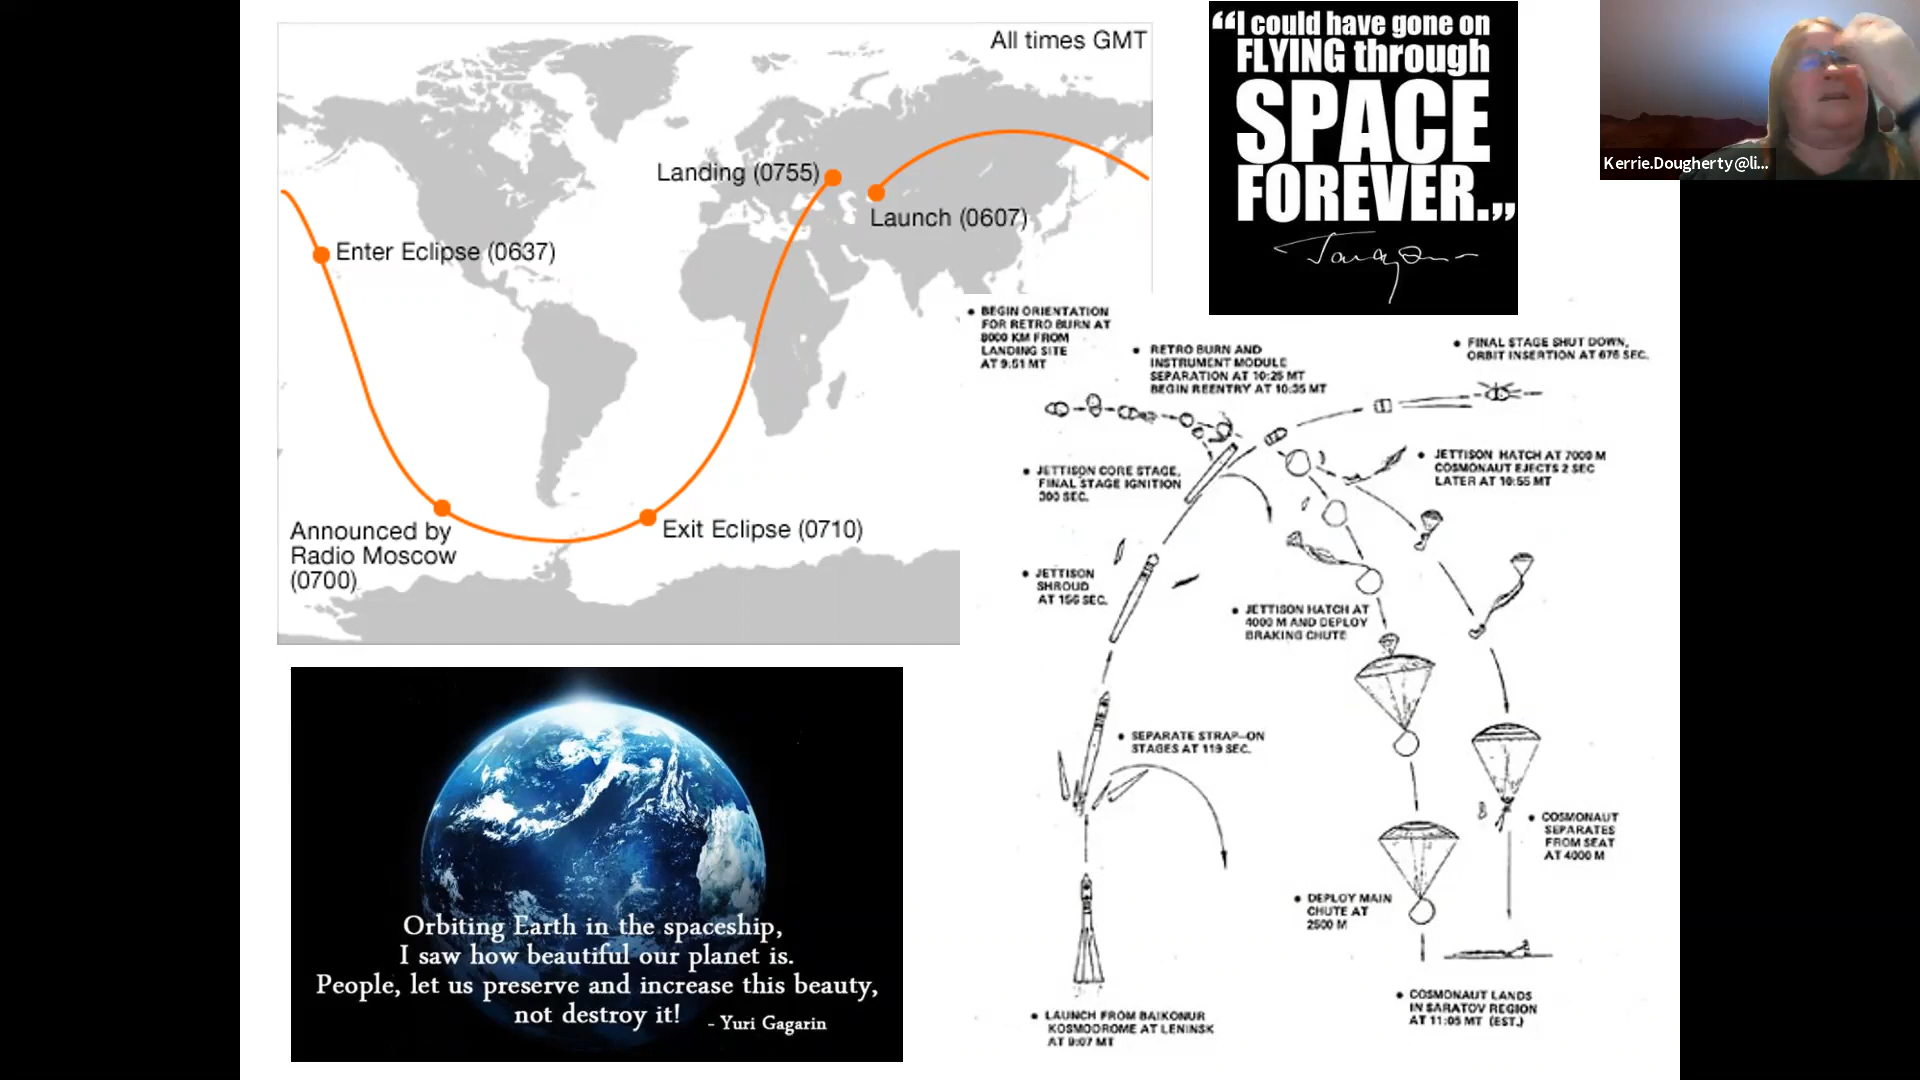 All times GMT
Landing (0755)
Launch (0607)
Enter Eclipse (0637)
Announced by
Radio Moscow
(0700)
Exit Eclipse (0710)
“I could have gone on
FLYING through
SPACE
FOREVER.”
Kerrie.Dougherty@li...
• BEGIN ORIENTATION
FOR RETRO BURN AT
8000 KM FROM
LANDING SITE
AT 9:51 MT
• RETRO BURN AND
INSTRUMENT MODULE
SEPARATION AT 10:25 MT
BEGIN REENTRY AT 10:35 MT
• FINAL STAGE SHUT DOWN,
ORBIT INSERTION AT 676 SEC.
• JETTISON CORE STAGE,
FINAL STAGE IGNITION
300 SEC.
• JETTISON HATCH AT 7000 M
COSMONAUT EJECTS 2 SEC
LATER AT 10:55 MT
• JETTISON
SHROUD
AT 156 SEC.
• JETTISON HATCH AT
4000 M AND DEPLOY
BRAKING CHUTE
• SEPARATE STRAP-ON
STAGES AT 119 SEC.
• COSMONAUT
SEPARATES
FROM SEAT
AT 4000 M
• DEPLOY MAIN
CHUTE AT
2500 M
• LAUNCH FROM BAIKONUR
KOSMODROME AT LENINSK
AT 9:07 MT
• COSMONAUT LANDS
IN SARATOV REGION
AT 11:05 MT (EST.)
Orbiting Earth in the spaceship,
I saw how beautiful our planet is.
People, let us preserve and increase this beauty,
not destroy it!
- Yuri Gagarin